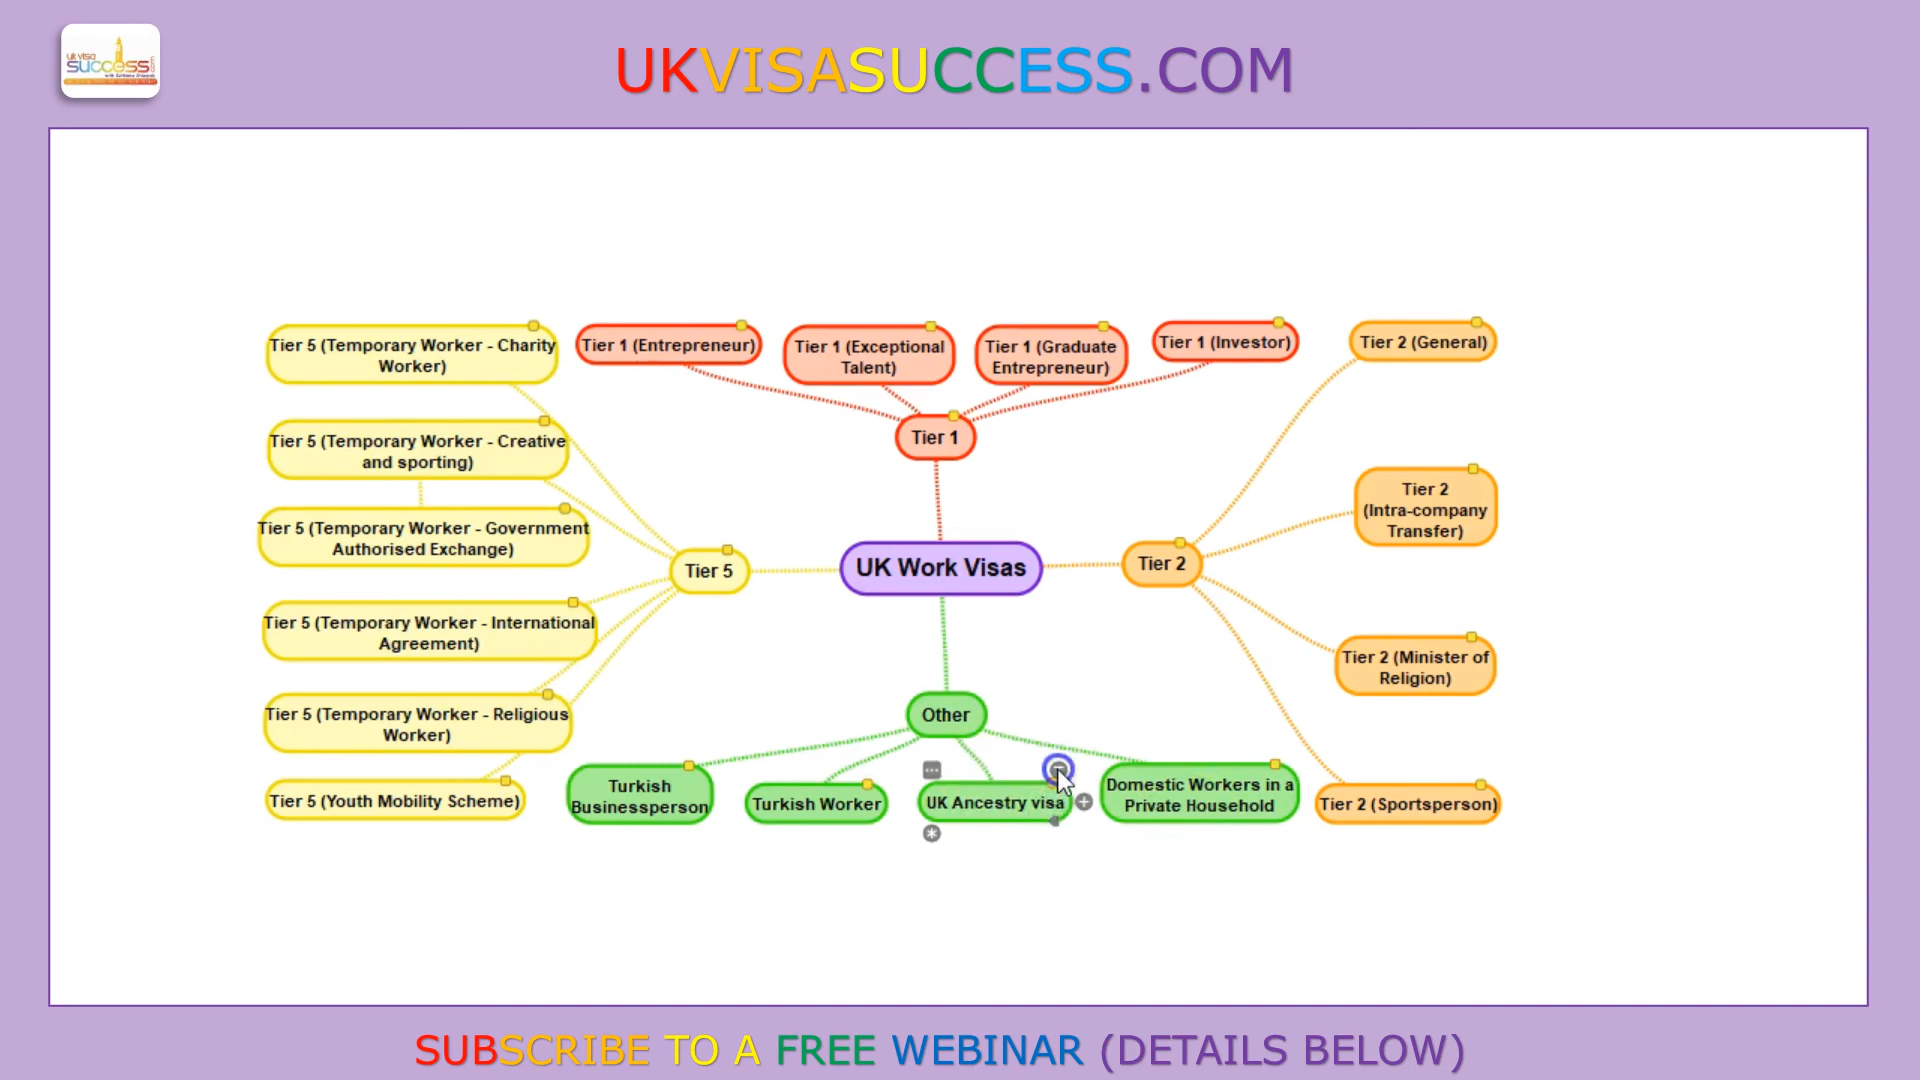 uk visa
success
UKVISASUCCESS.COM
Tier 5 (Temporary Worker - Charity
Worker)
Tier 1 (Entrepreneur)
Tier 1 (Exceptional
Talent)
Tier 1 (Graduate
Entrepreneur)
Tier 1 (Investor)
Tier 2 (General)
Tier 5 (Temporary Worker - Creative
and sporting)
Tier 1
Tier 5 (Temporary Worker - Government
Authorised Exchange)
Tier 2
(Intra-company
Transfer)
Tier 5
UK Work Visas
Tier 2
Tier 5 (Temporary Worker - International
Agreement)
Tier 2 (Minister of
Religion)
Tier 5 (Temporary Worker - Religious
Worker)
Other
Tier 5 (Youth Mobility Scheme)
Turkish
Businessperson
Turkish Worker
UK Ancestry visa
Domestic Workers in a
Private Household
Tier 2 (Sportsperson)
SUBSCRIBE TO A FREE WEBINAR (DETAILS BELOW)